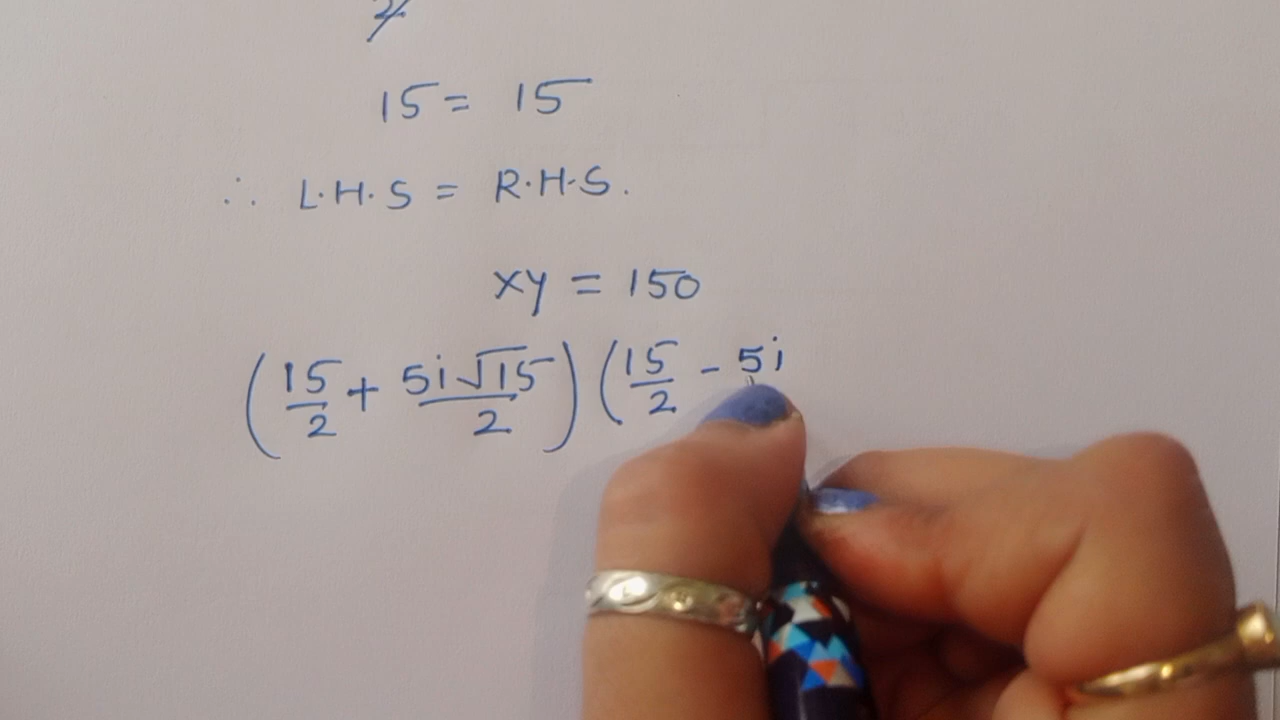 15 = 15
∴ L.H.S = R.H.S.
xy = 150
(15/2 + 5i√15/2) (15/2 - 5i